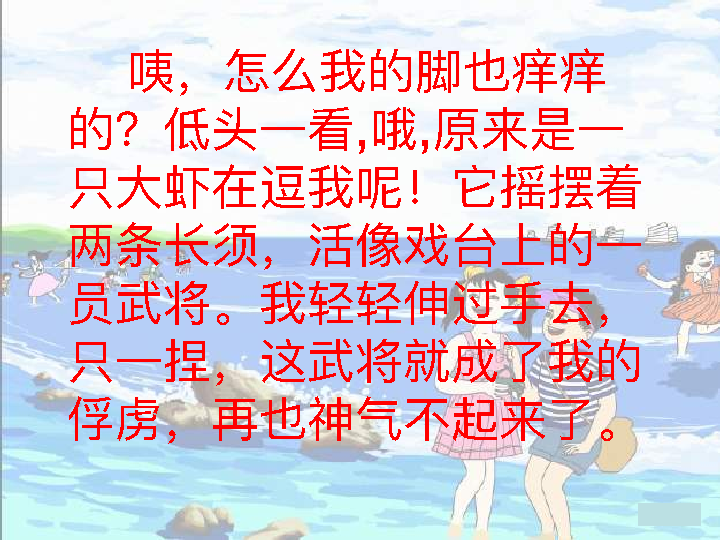 咦，怎么我的脚也痒痒
的？低头一看,哦,原来是一
只大虾在逗我呢！它摇摆着
两条长须，活像戏台上的一
员武将。我轻轻伸过手去，
只一捏，这武将就成了我的
俘虏，再也神气不起来了。